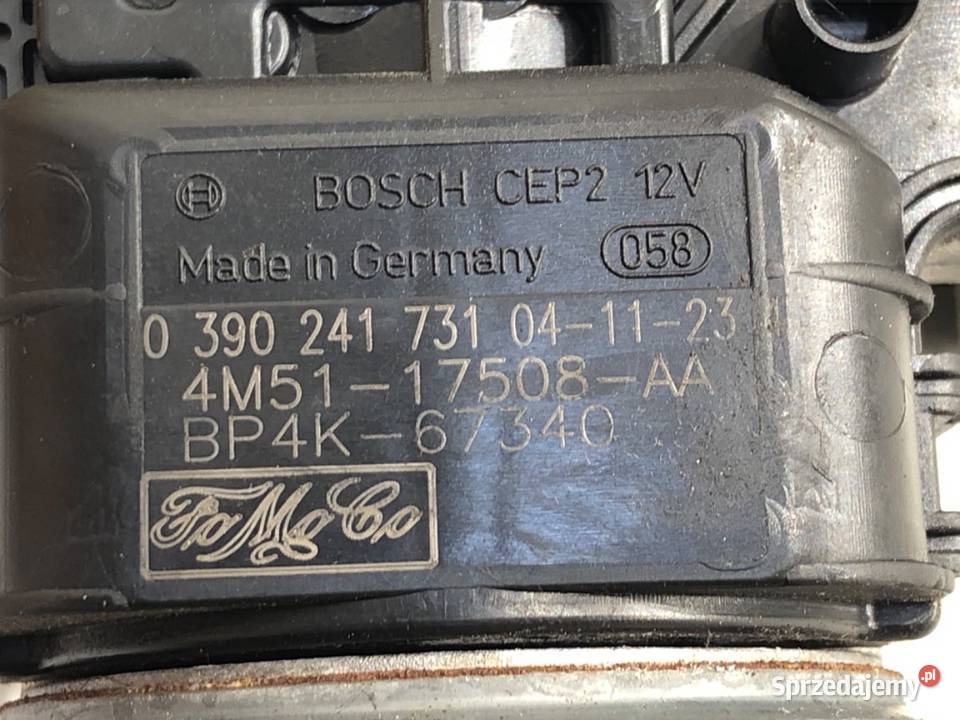 BOSCH CEP2 12V
Made in Germany 058
0 390 241 731 04-11-23
4M51-17508-AA
BP4K-67340
FoMoCo
Sprzedajemy.pl